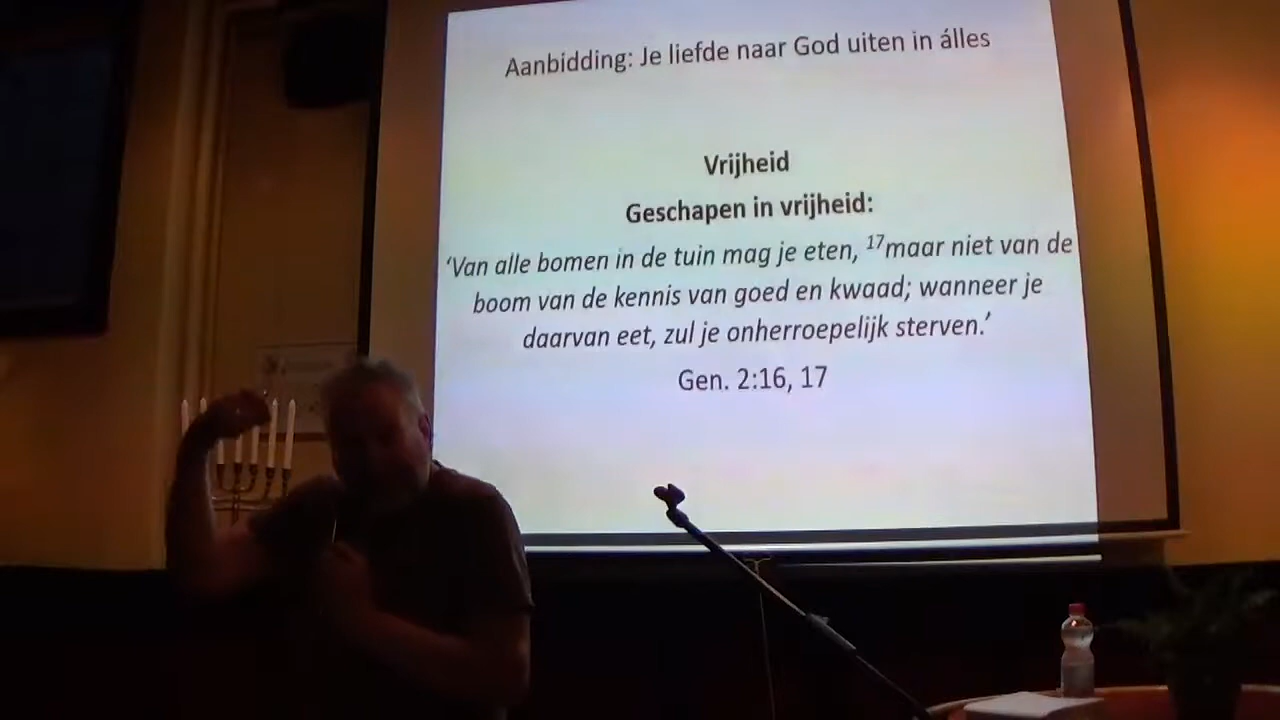 Aanbidding: Je liefde naar God uiten in álles
Vrijheid
Geschapen in vrijheid:
‘Van alle bomen in de tuin mag je eten, ¹⁷maar niet van de
boom van de kennis van goed en kwaad; wanneer je
daarvan eet, zul je onherroepelijk sterven.’
Gen. 2:16, 17